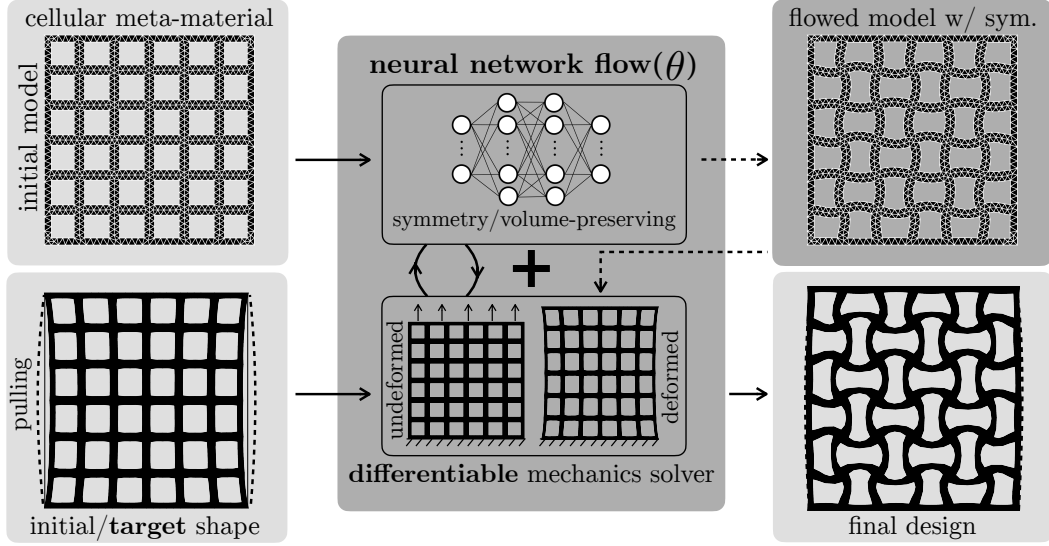 cellular meta-material
initial model
neural network flow(θ)
symmetry/volume-preserving
flowed model w/ sym.
pulling
initial/target shape
+
undeformed
deformed
differentiable mechanics solver
final design